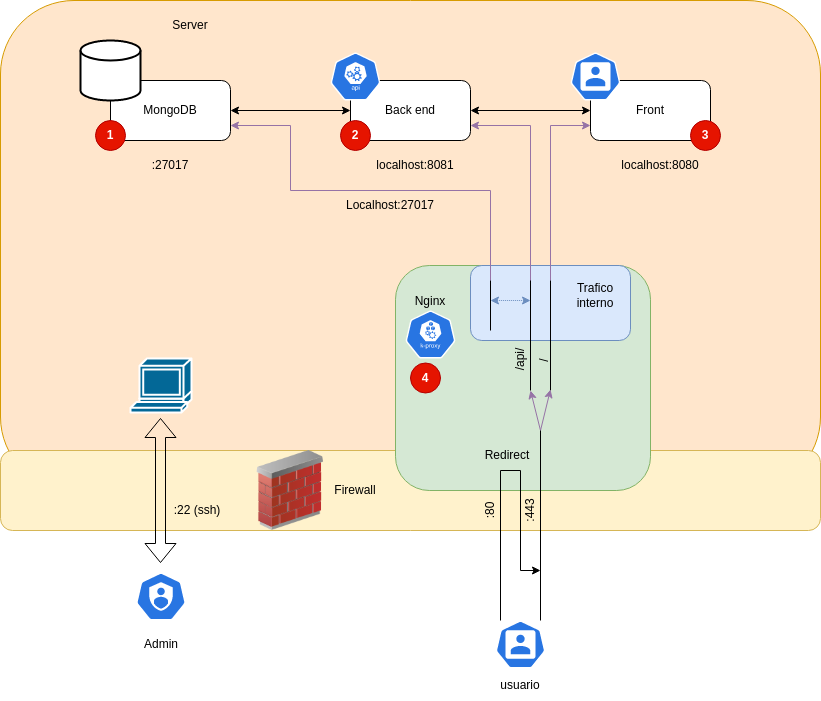 Server
MongoDB
api
Back end
Front
1
2
3
:27017
localhost:8081
localhost:8080
Localhost:27017
Trafico
interno
Nginx
k-proxy
/api/
/
4
Redirect
Firewall
:80
:443
:22 (ssh)
Admin
usuario